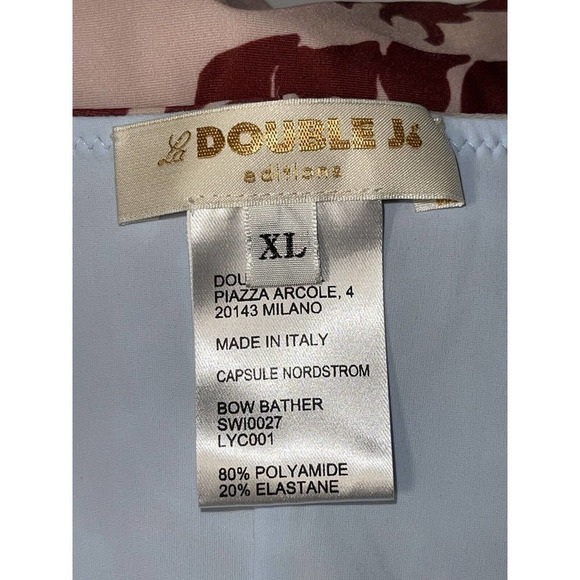 La DOUBLE J
editions
XL
PIAZZA ARCOLE, 4
20143 MILANO
MADE IN ITALY
CAPSULE NORDSTROM
BOW BATHER
SWI0027
LYC001
80% POLYAMIDE
20% ELASTANE